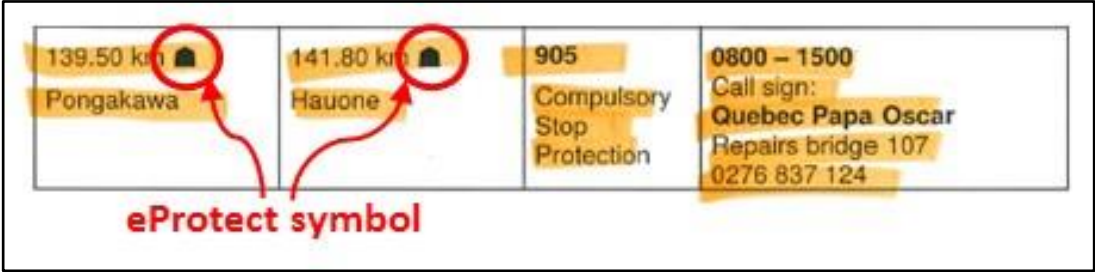 139.50 km
Pongakawa
141.80 km
Hauone
905
Compulsory
Stop
Protection
0800 – 1500
Call sign:
Quebec Papa Oscar
Repairs bridge 107
0276 837 124
eProtect symbol